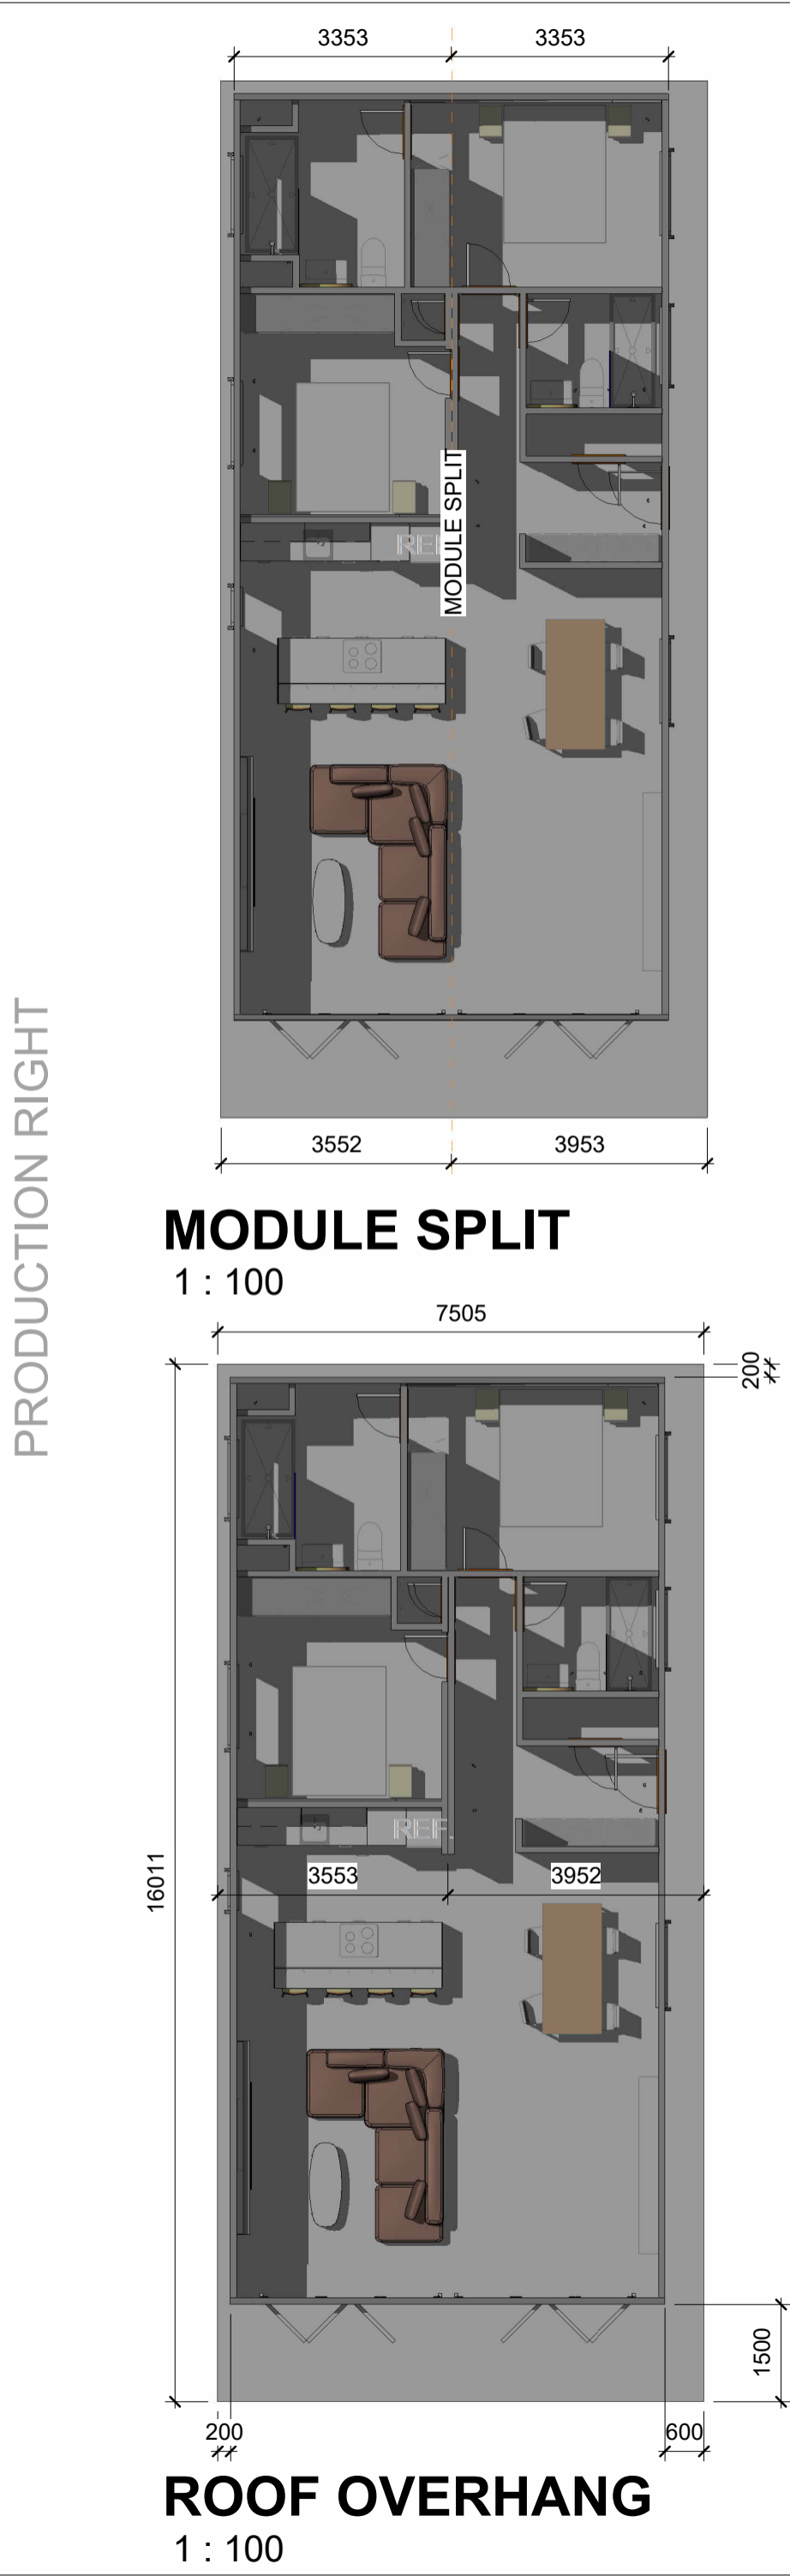 3353 3353
REF.
MODULE SPLIT
3552 3953
MODULE SPLIT
1 : 100
PRODUCTION RIGHT
7505
200
REF.
16011
3553 3952
1500
200 600
ROOF OVERHANG
1 : 100